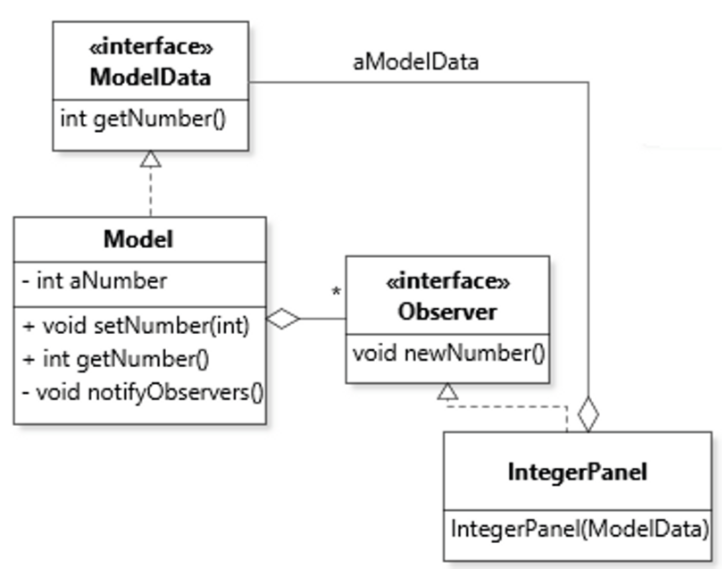 «interface»
ModelData
int getNumber()
aModelData
Model
- int aNumber
+ void setNumber(int)
+ int getNumber()
- void notifyObservers()
*
«interface»
Observer
void newNumber()
IntegerPanel
IntegerPanel(ModelData)